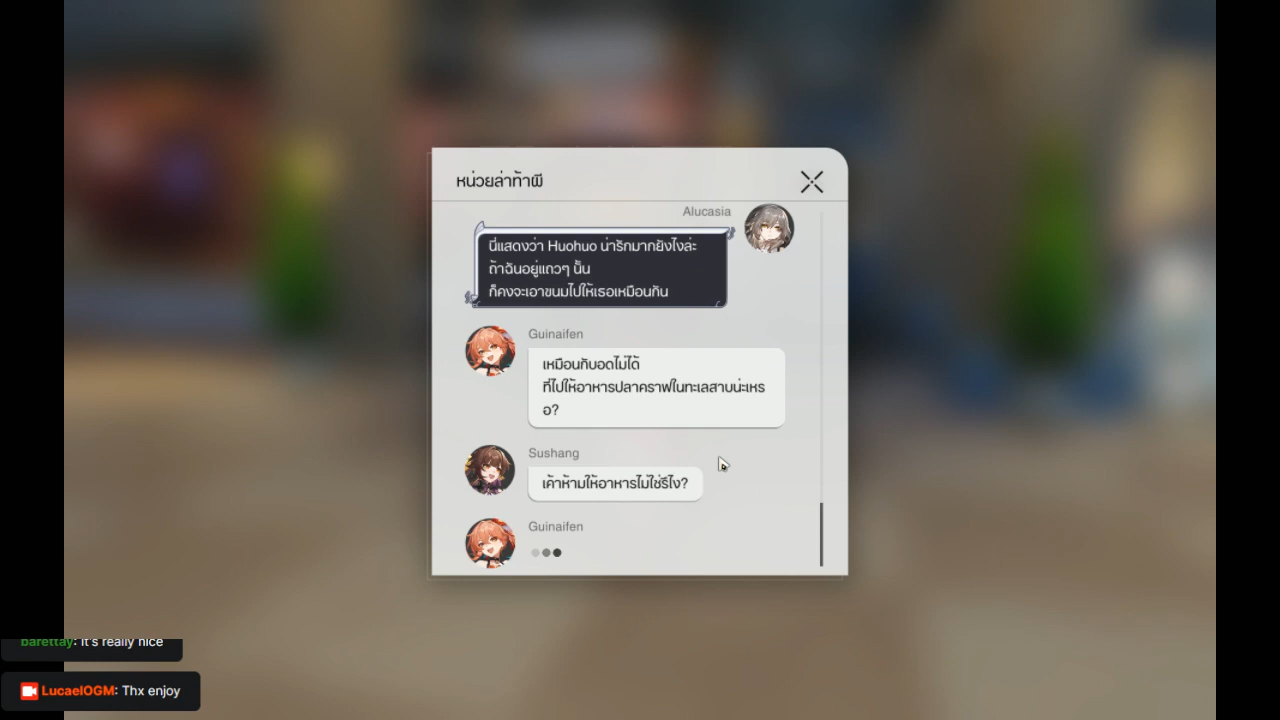 หน่วยล่าท้าผี
Alucasia
นี่แสดงว่า Huohuo น่ารักมากยังไงล่ะ
ถ้าฉันอยู่แถวๆ นั้น
ก็คงจะเอาขนมไปให้เธอเหมือนกัน
Guinaifen
เหมือนกับอดไม่ได้
ที่ไปให้อาหารปลาคราฟในทะเลสาบน่ะเหร
อ?
Sushang
เค้าห้ามให้อาหารไม่ใช่รึไง?
Guinaifen
barettay: It's really nice
LucaelOGM: Thx enjoy